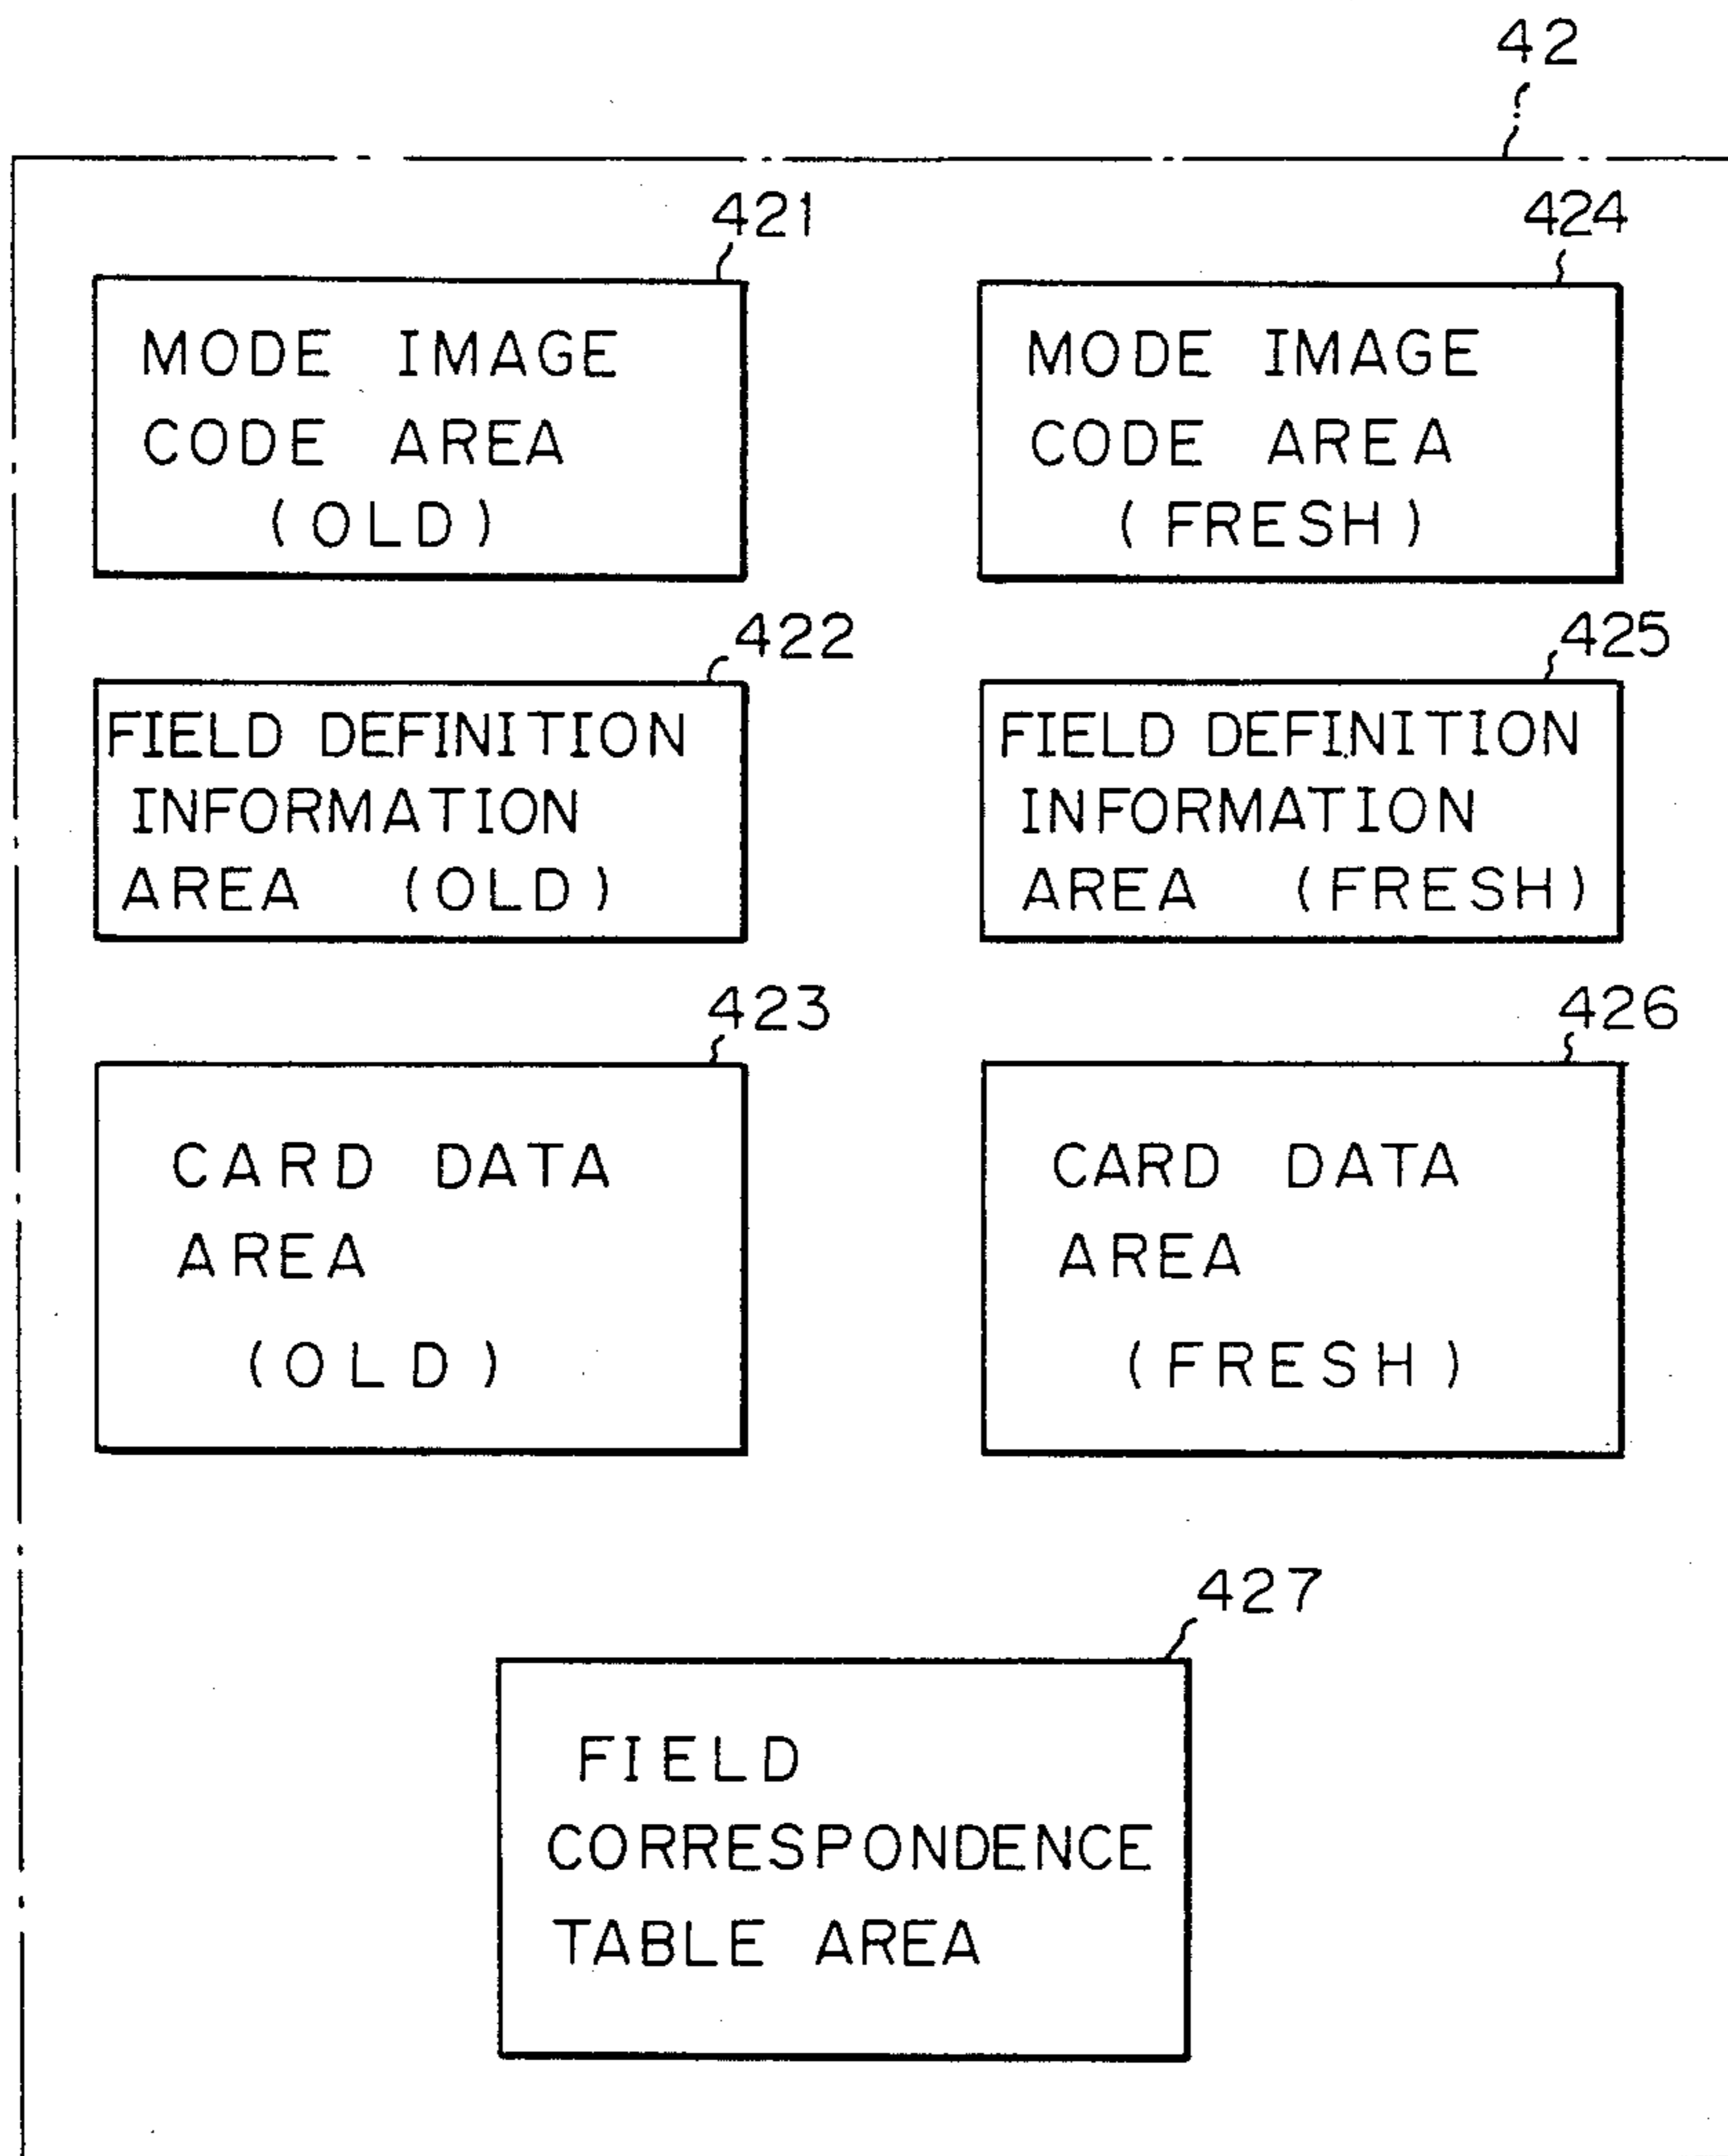 42
421
MODE IMAGE
CODE AREA
(OLD)
424
MODE IMAGE
CODE AREA
(FRESH)
422
FIELD DEFINITION
INFORMATION
AREA (OLD)
425
FIELD DEFINITION
INFORMATION
AREA (FRESH)
423
CARD DATA
AREA
(OLD)
426
CARD DATA
AREA
(FRESH)
427
FIELD
CORRESPONDENCE
TABLE AREA